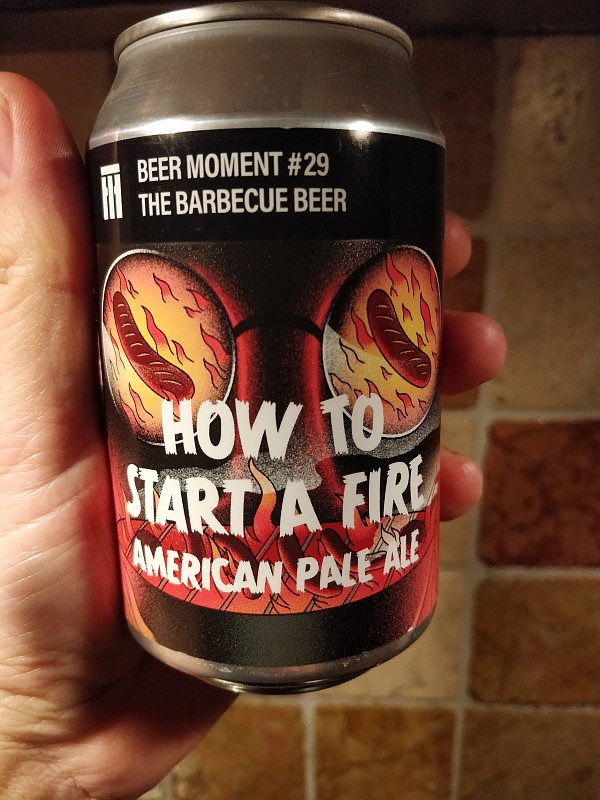 BEER MOMENT #29
THE BARBECUE BEER
HOW TO
START A FIRE
AMERICAN PALE ALE